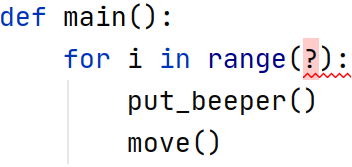 def main():
    for i in range(?):
        put_beeper()
        move()